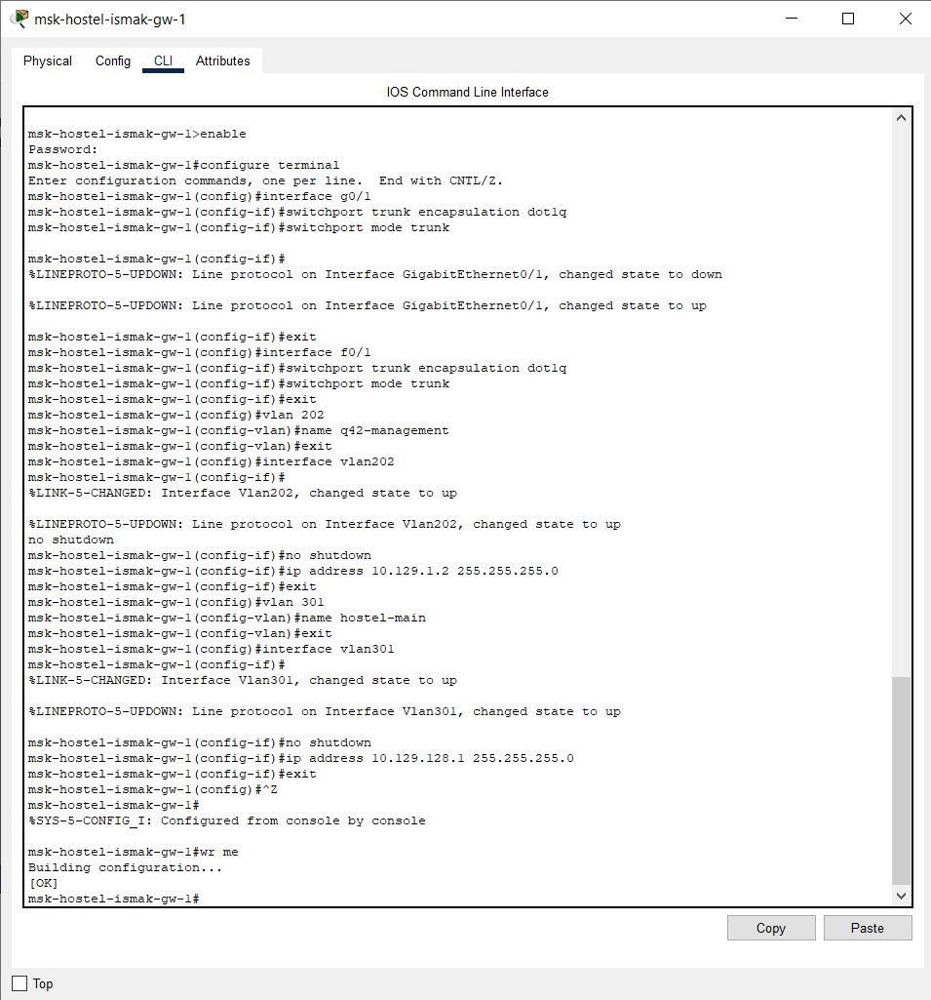 msk-hostel-ismak-gw-1
Physical Config CLI Attributes
IOS Command Line Interface
msk-hostel-ismak-gw-1>enable
Password:
msk-hostel-ismak-gw-1#configure terminal
Enter configuration commands, one per line.  End with CNTL/Z.
msk-hostel-ismak-gw-1(config)#interface g0/1
msk-hostel-ismak-gw-1(config-if)#switchport trunk encapsulation dot1q
msk-hostel-ismak-gw-1(config-if)#switchport mode trunk
msk-hostel-ismak-gw-1(config-if)#
%LINEPROTO-5-UPDOWN: Line protocol on Interface GigabitEthernet0/1, changed state to down
%LINEPROTO-5-UPDOWN: Line protocol on Interface GigabitEthernet0/1, changed state to up
msk-hostel-ismak-gw-1(config-if)#exit
msk-hostel-ismak-gw-1(config)#interface f0/1
msk-hostel-ismak-gw-1(config-if)#switchport trunk encapsulation dot1q
msk-hostel-ismak-gw-1(config-if)#switchport mode trunk
msk-hostel-ismak-gw-1(config-if)#exit
msk-hostel-ismak-gw-1(config)#vlan 202
msk-hostel-ismak-gw-1(config-vlan)#name q42-management
msk-hostel-ismak-gw-1(config-vlan)#exit
msk-hostel-ismak-gw-1(config)#interface vlan202
msk-hostel-ismak-gw-1(config-if)#
%LINK-5-CHANGED: Interface Vlan202, changed state to up
%LINEPROTO-5-UPDOWN: Line protocol on Interface Vlan202, changed state to up
no shutdown
msk-hostel-ismak-gw-1(config-if)#no shutdown
msk-hostel-ismak-gw-1(config-if)#ip address 10.129.1.2 255.255.255.0
msk-hostel-ismak-gw-1(config-if)#exit
msk-hostel-ismak-gw-1(config)#vlan 301
msk-hostel-ismak-gw-1(config-vlan)#name hostel-main
msk-hostel-ismak-gw-1(config-vlan)#exit
msk-hostel-ismak-gw-1(config)#interface vlan301
msk-hostel-ismak-gw-1(config-if)#
%LINK-5-CHANGED: Interface Vlan301, changed state to up
%LINEPROTO-5-UPDOWN: Line protocol on Interface Vlan301, changed state to up
msk-hostel-ismak-gw-1(config-if)#no shutdown
msk-hostel-ismak-gw-1(config-if)#ip address 10.129.128.1 255.255.255.0
msk-hostel-ismak-gw-1(config-if)#exit
msk-hostel-ismak-gw-1(config)#^Z
msk-hostel-ismak-gw-1#
%SYS-5-CONFIG_I: Configured from console by console
msk-hostel-ismak-gw-1#wr me
Building configuration...
[OK]
msk-hostel-ismak-gw-1#
Copy Paste
Top